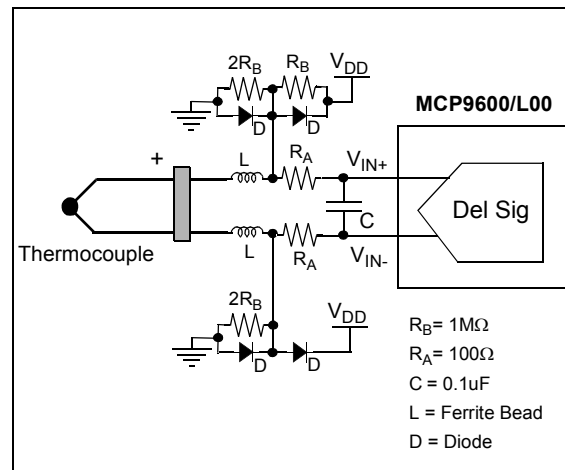 2R_B
R_B
V_DD
D
D
MCP9600/L00
+
L
R_A
V_IN+
C
Del Sig
Thermocouple
L
R_A
V_IN-
2R_B
V_DD
D
D
R_B= 1MΩ
R_A= 100Ω
C = 0.1uF
L = Ferrite Bead
D = Diode